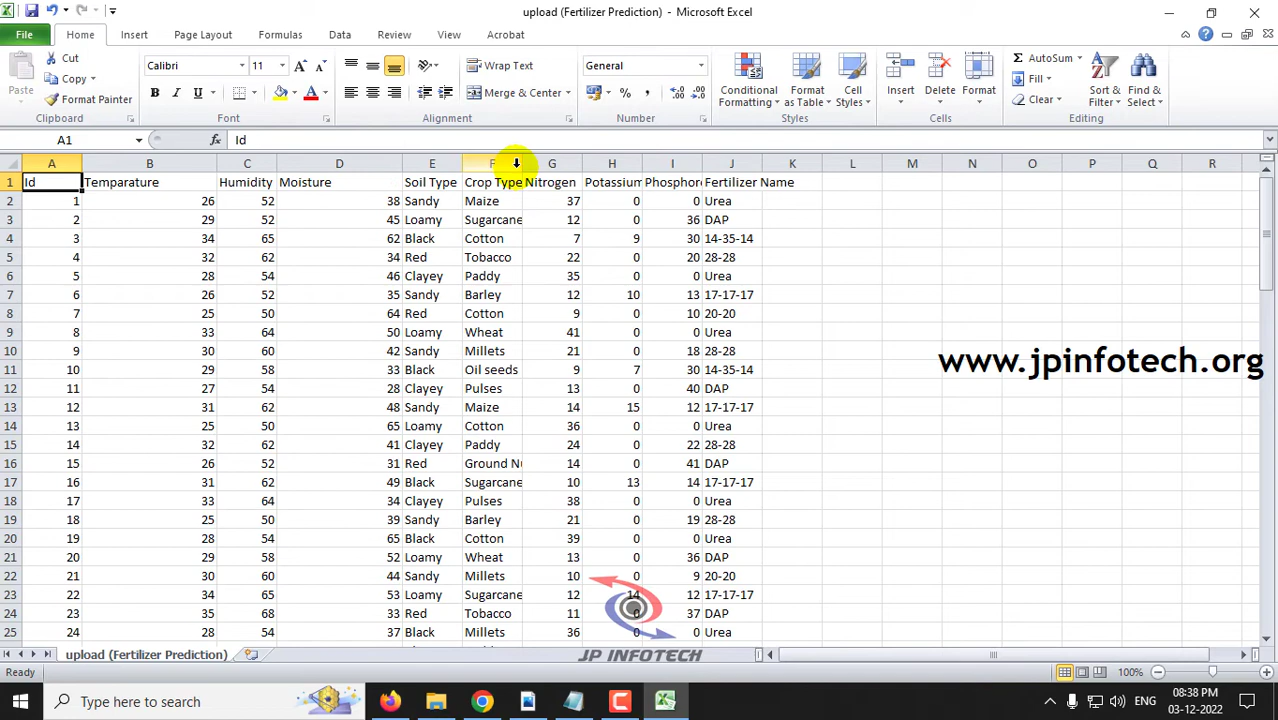 upload (Fertilizer Prediction) - Microsoft Excel
File Home Insert Page Layout Formulas Data Review View Acrobat
Paste
Cut
Copy
Format Painter
Clipboard
Calibri 11
B I U
Font
Wrap Text
Merge & Center
Alignment
General
% ,
Number
Conditional Formatting
Format as Table
Cell Styles
Styles
Insert
Delete
Format
Cells
AutoSum
Fill
Clear
Sort & Filter
Find & Select
Editing
A1 fx Id
A B C D E F G H I J K L M N O P Q R
1 Id Temparature Humidity Moisture Soil Type Crop Type Nitrogen Potassium Phosphoro Fertilizer Name
2 1 26 52 38 Sandy Maize 37 0 0 Urea
3 2 29 52 45 Loamy Sugarcane 12 0 36 DAP
4 3 34 65 62 Black Cotton 7 9 30 14-35-14
5 4 32 62 34 Red Tobacco 22 0 20 28-28
6 5 28 54 46 Clayey Paddy 35 0 0 Urea
7 6 26 52 35 Sandy Barley 12 10 13 17-17-17
8 7 25 50 64 Red Cotton 9 0 10 20-20
9 8 33 64 50 Loamy Wheat 41 0 0 Urea
10 9 30 60 42 Sandy Millets 21 0 18 28-28
11 10 29 58 33 Black Oil seeds 9 7 30 14-35-14
12 11 27 54 28 Clayey Pulses 13 0 40 DAP
13 12 31 62 48 Sandy Maize 14 15 12 17-17-17
14 13 25 50 65 Loamy Cotton 36 0 0 Urea
15 14 32 62 41 Clayey Paddy 24 0 22 28-28
16 15 26 52 31 Red Ground Nu 14 0 41 DAP
17 16 31 62 49 Black Sugarcane 10 13 14 17-17-17
18 17 33 64 34 Clayey Pulses 38 0 0 Urea
19 18 25 50 39 Sandy Barley 21 0 19 28-28
20 19 28 54 65 Black Cotton 39 0 0 Urea
21 20 29 58 52 Loamy Wheat 13 0 36 DAP
22 21 30 60 44 Sandy Millets 10 0 9 20-20
23 22 34 65 53 Loamy Sugarcane 12 14 12 17-17-17
24 23 35 68 33 Red Tobacco 11 0 37 DAP
25 24 28 54 37 Black Millets 36 0 0 Urea
www.jpinfotech.org
JP INFOTECH
upload (Fertilizer Prediction)
Ready 100%
Type here to search
ENG
08:38 PM
03-12-2022